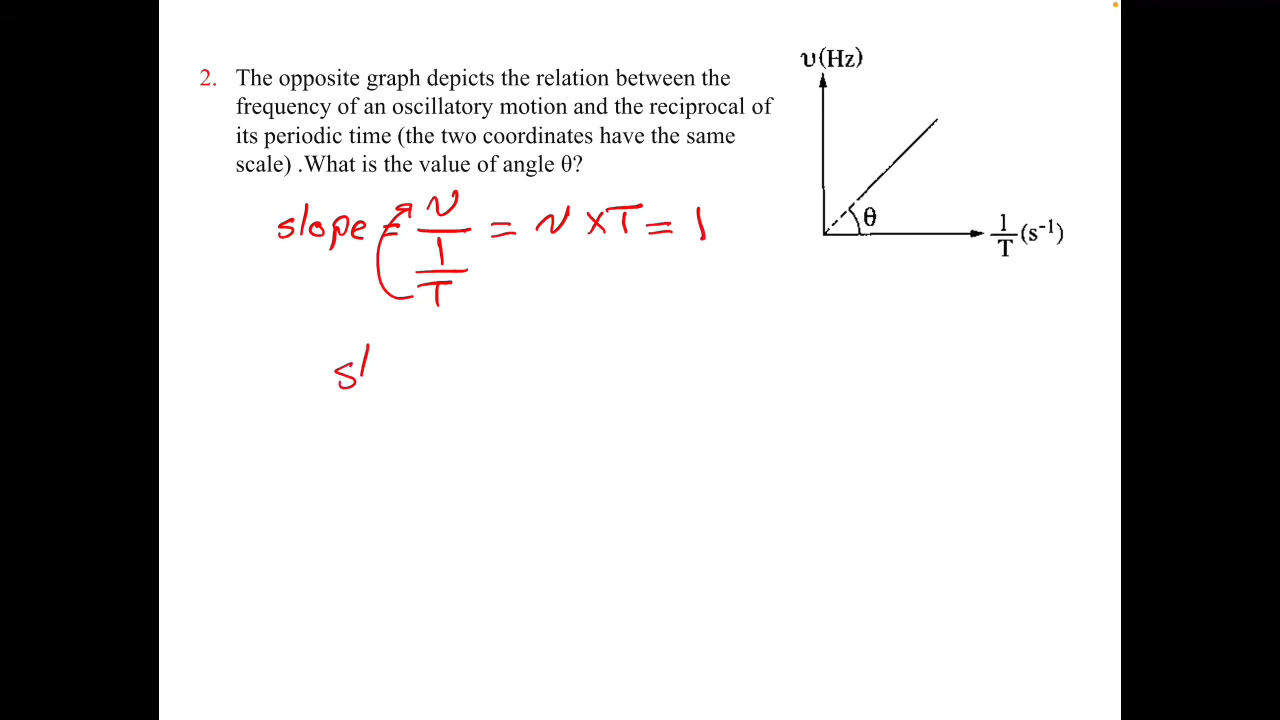 2. The opposite graph depicts the relation between the
frequency of an oscillatory motion and the reciprocal of
its periodic time (the two coordinates have the same
scale) .What is the value of angle θ?
υ(Hz)
θ
1/T (s⁻¹)
slope = ν / (1/T) = ν × T = 1
sl